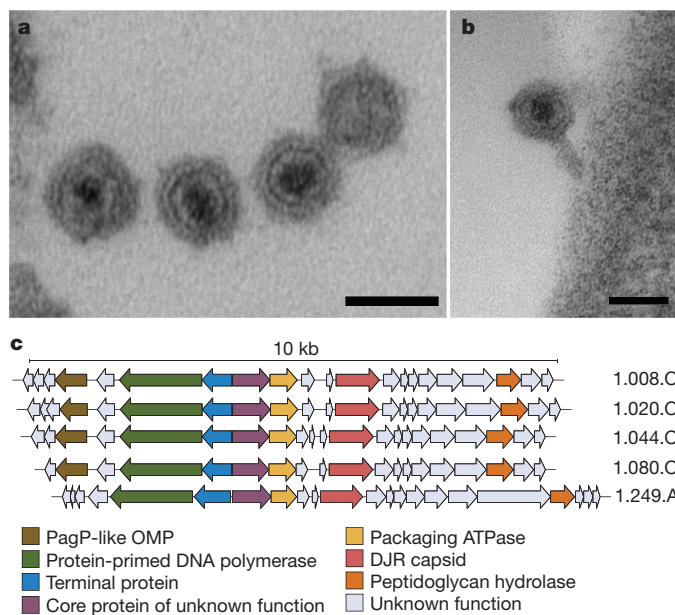 a
b
c
10 kb
1.008.O
1.020.O
1.044.O
1.080.O
1.249.A
PagP-like OMP
Protein-primed DNA polymerase
Terminal protein
Core protein of unknown function
Packaging ATPase
DJR capsid
Peptidoglycan hydrolase
Unknown function